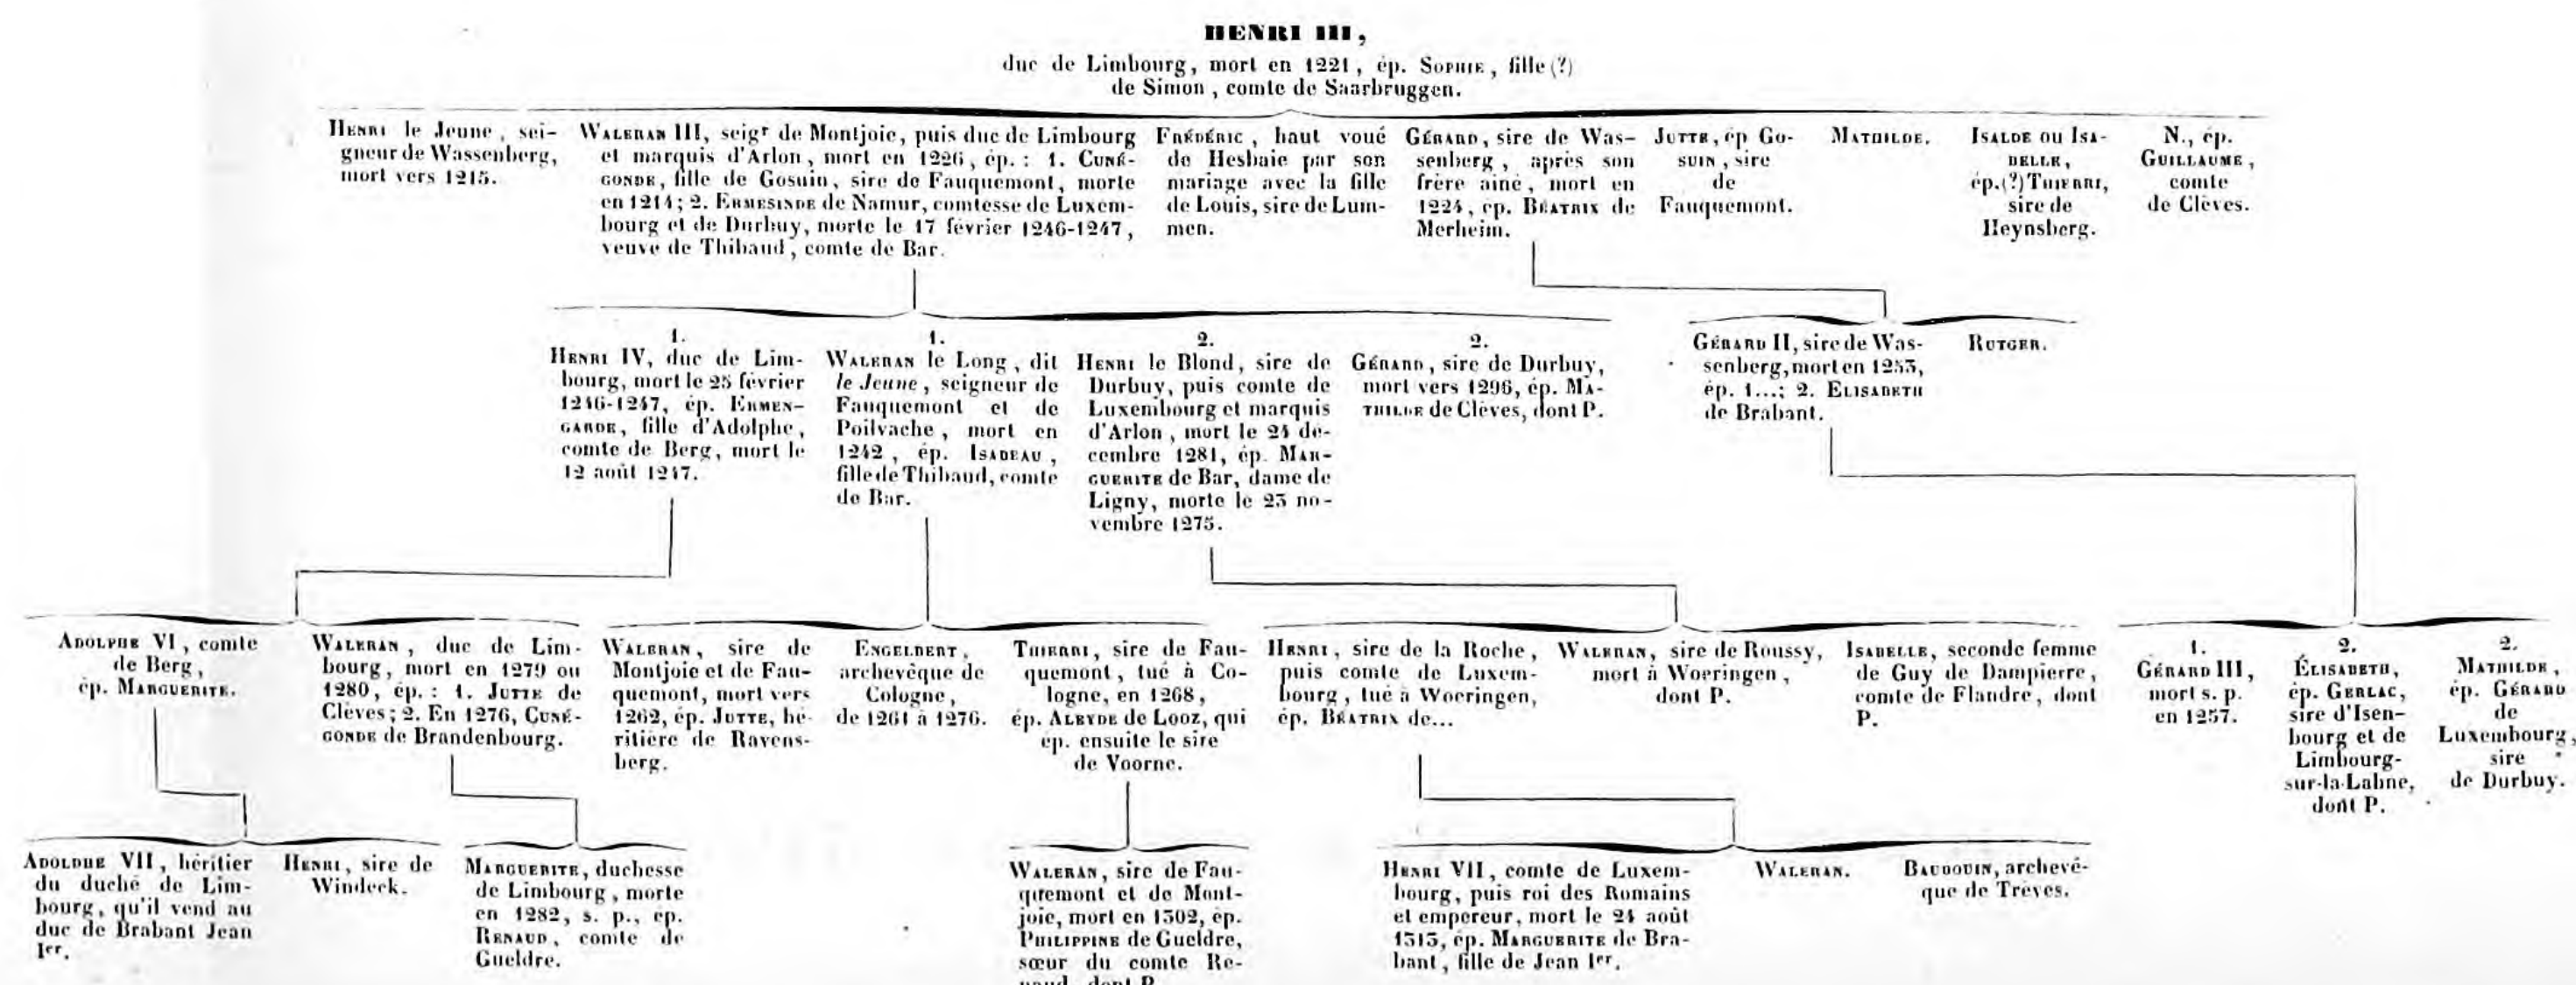 HENRI III,
duc de Limbourg, mort en 1221, ép. SOPHIE, fille (?)
de Simon, comte de Saarbruggen.
HENRI le Jeune, sei-
gneur de Wassenberg,
mort vers 1215.
WALERAN III, seigr de Montjoie, puis duc de Limbourg
et marquis d'Arlon, mort en 1226, ép. : 1. CUNÉ-
GONDE, fille de Gosuin, sire de Fauquemont, morte
en 1214; 2. ERMESINDE de Namur, comtesse de Luxem-
bourg et de Durbuy, morte le 17 février 1246-1247,
veuve de Thibaud, comte de Bar.
FRÉDÉRIC, haut voué
de Hesbaie par son
mariage avec la fille
de Louis, sire de Lum-
men.
GÉRARD, sire de Was-
senberg, après son
frère aîné, mort en
1224, ép. BÉATRIX de
Merheim.
JUTTE, ép Go-
SUIN, sire
de
Fauquemont.
MATHILDE.
ISALDE ou ISA-
BELLE,
ép.(?) THIERRI,
sire de
Heynsberg.
N., ép.
GUILLAUME,
comte
de Clèves.
1.
HENRI IV, duc de Lim-
bourg, mort le 25 février
1246-1247, ép. ERMEN-
GARDE, fille d'Adolphe,
comte de Berg, mort le
12 août 1247.
1.
WALERAN le Long, dit
le Jeune, seigneur de
Fauquemont et de
Poilvache, mort en
1242, ép. ISABEAU,
fille de Thibaud, comte
de Bar.
2.
HENRI le Blond, sire de
Durbuy, puis comte de
Luxembourg et marquis
d'Arlon, mort le 24 dé-
cembre 1281, ép. MAR-
GUERITE de Bar, dame de
Ligny, morte le 23 no-
vembre 1275.
2.
GÉRARD, sire de Durbuy,
mort vers 1296, ép. MA-
THILDE de Clèves, dont P.
GÉRARD II, sire de Was-
senberg, mort en 1253,
ép. 1...; 2. ELISABETH
de Brabant.
RUTGER.
ADOLPHE VI, comte
de Berg,
ép. MARGUERITE.
WALERAN, duc de Lim-
bourg, mort en 1279 ou
1280, ép. : 1. JUTTE de
Clèves; 2. En 1276, CUNÉ-
GONDE de Brandenbourg.
WALERAN, sire de
Montjoie et de Fau-
quemont, mort vers
1262, ép. JUTTE, hé-
ritière de Ravens-
berg.
ENGELBERT,
archevêque de
Cologne,
de 1261 à 1276.
THIERRI, sire de Fau-
quemont, tué à Co-
logne, en 1268,
ép. ALEYDE de Looz, qui
ép. ensuite le sire
de Voorne.
HENRI, sire de la Roche,
puis comte de Luxem-
bourg, tué à Woeringen,
ép. BÉATRIX de...
WALERAN, sire de Roussy,
mort à Woeringen,
dont P.
ISABELLE, seconde femme
de Guy de Dampierre,
comte de Flandre, dont
P.
1.
GÉRARD III,
mort s. p.
en 1257.
2.
ÉLISABETH,
ép. GERLAC,
sire d'Isen-
bourg et de
Limbourg-
sur-la-Lahne,
dont P.
2.
MATHILDE,
ép. GÉRARD
de
Luxembourg,
sire
de Durbuy.
ADOLPHE VII, héritier
du duché de Lim-
bourg, qu'il vend au
duc de Brabant Jean
Ier.
HENRI, sire de
Windeck.
MARGUERITE, duchesse
de Limbourg, morte
en 1282, s. p., ép.
RENAUD, comte de
Gueldre.
WALERAN, sire de Fau-
quemont et de Mont-
joie, mort en 1302, ép.
PHILIPPINE de Gueldre,
sœur du comte Re-
naud, dont P.
HENRI VII, comte de Luxem-
bourg, puis roi des Romains
et empereur, mort le 24 août
1313, ép. MARGUERITE de Bra-
bant, fille de Jean Ier.
WALERAN.
BAUDOUIN, archevê-
que de Trèves.